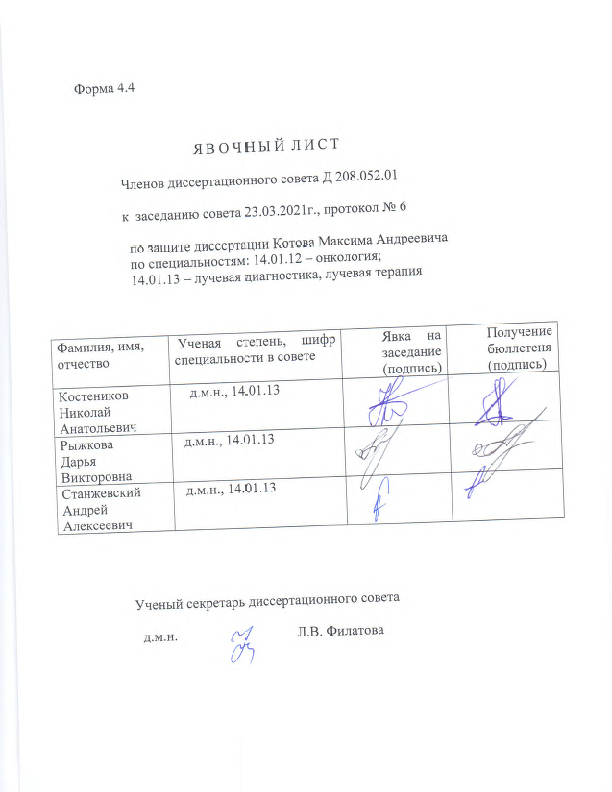 Форма 4.4
ЯВОЧНЫЙ ЛИСТ
Членов диссертационного совета Д 208.052.01
к заседанию совета 23.03.2021г., протокол № 6
по защите диссертации Котова Максима Андреевича
по специальностям: 14.01.12 – онкология;
14.01.13 – лучевая диагностика, лучевая терапия
Фамилия, имя, отчество
Ученая степень, шифр специальности в совете
Явка на заседание (подпись)
Получение бюллетеня (подпись)
Костеников Николай Анатольевич
д.м.н., 14.01.13
Рыжкова Дарья Викторовна
д.м.н., 14.01.13
Станжевский Андрей Алексеевич
д.м.н., 14.01.13
Ученый секретарь диссертационного совета
д.м.н. Л.В. Филатова